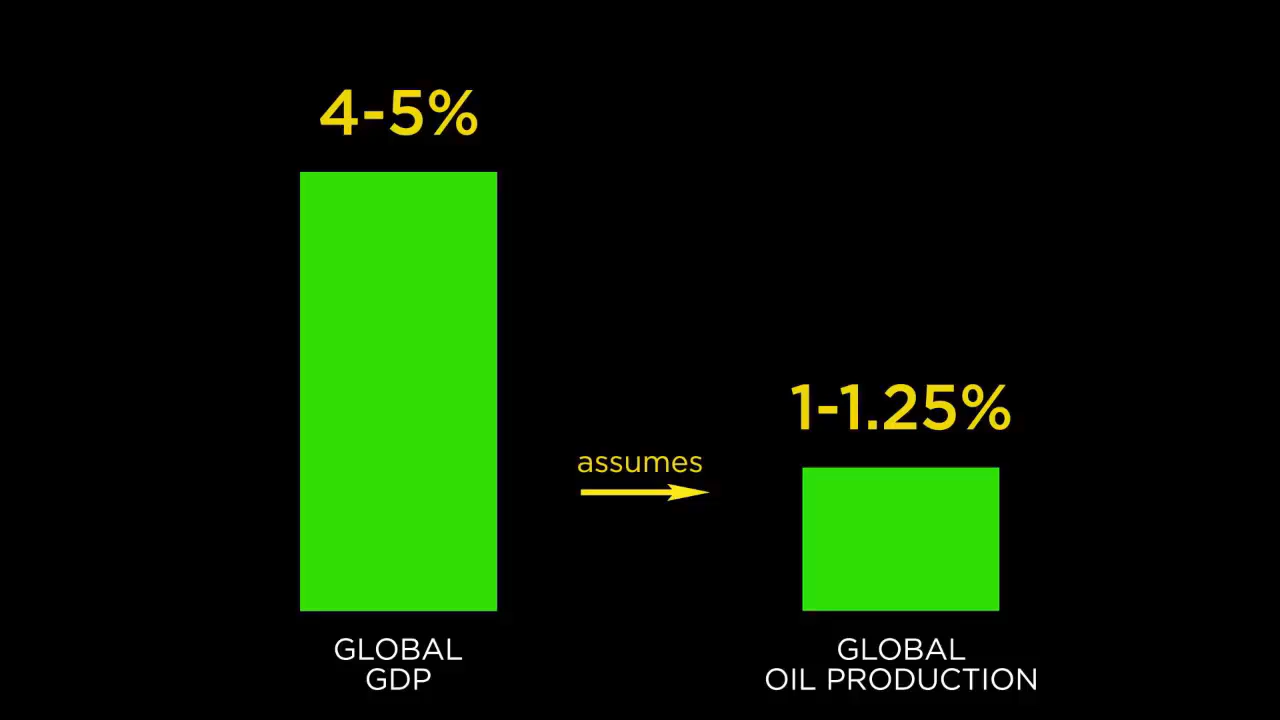 4-5%
1-1.25%
assumes
GLOBAL
GDP
GLOBAL
OIL PRODUCTION